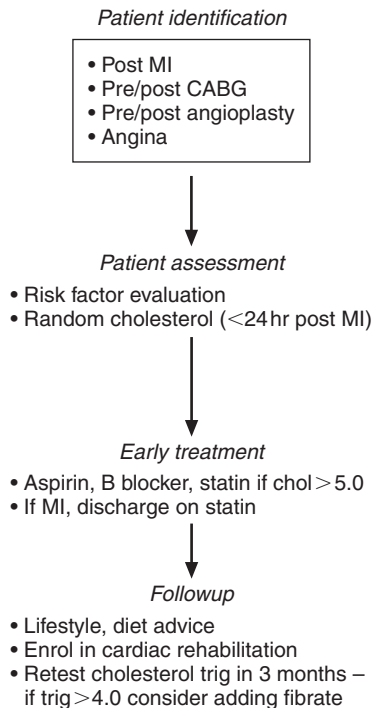 Patient identification
• Post MI
• Pre/post CABG
• Pre/post angioplasty
• Angina
Patient assessment
• Risk factor evaluation
• Random cholesterol (<24hr post MI)
Early treatment
• Aspirin, B blocker, statin if chol>5.0
• If MI, discharge on statin
Followup
• Lifestyle, diet advice
• Enrol in cardiac rehabilitation
• Retest cholesterol trig in 3 months –
if trig>4.0 consider adding fibrate